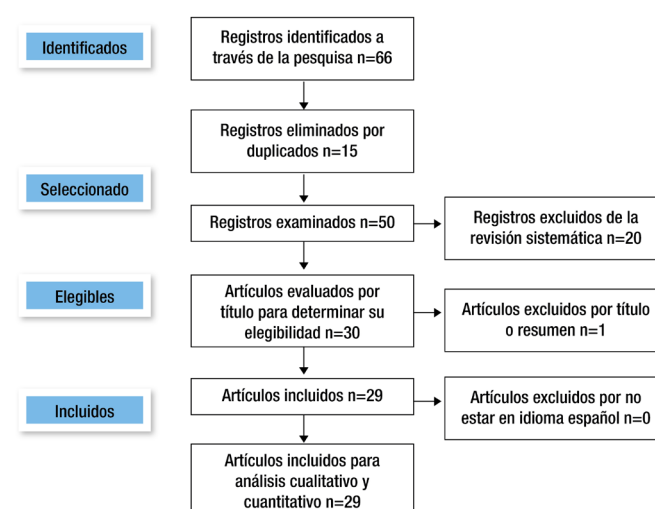 Identificados
Registros identificados a
través de la pesquisa n=66
Registros eliminados por
duplicados n=15
Seleccionado
Registros examinados n=50
Registros excluidos de la
revisión sistemática n=20
Elegibles
Artículos evaluados por
título para determinar su
elegibilidad n=30
Artículos excluidos por título
o resumen n=1
Incluidos
Artículos incluidos n=29
Artículos excluidos por no
estar en idioma español n=0
Artículos incluidos para
análisis cualitativo y
cuantitativo n=29